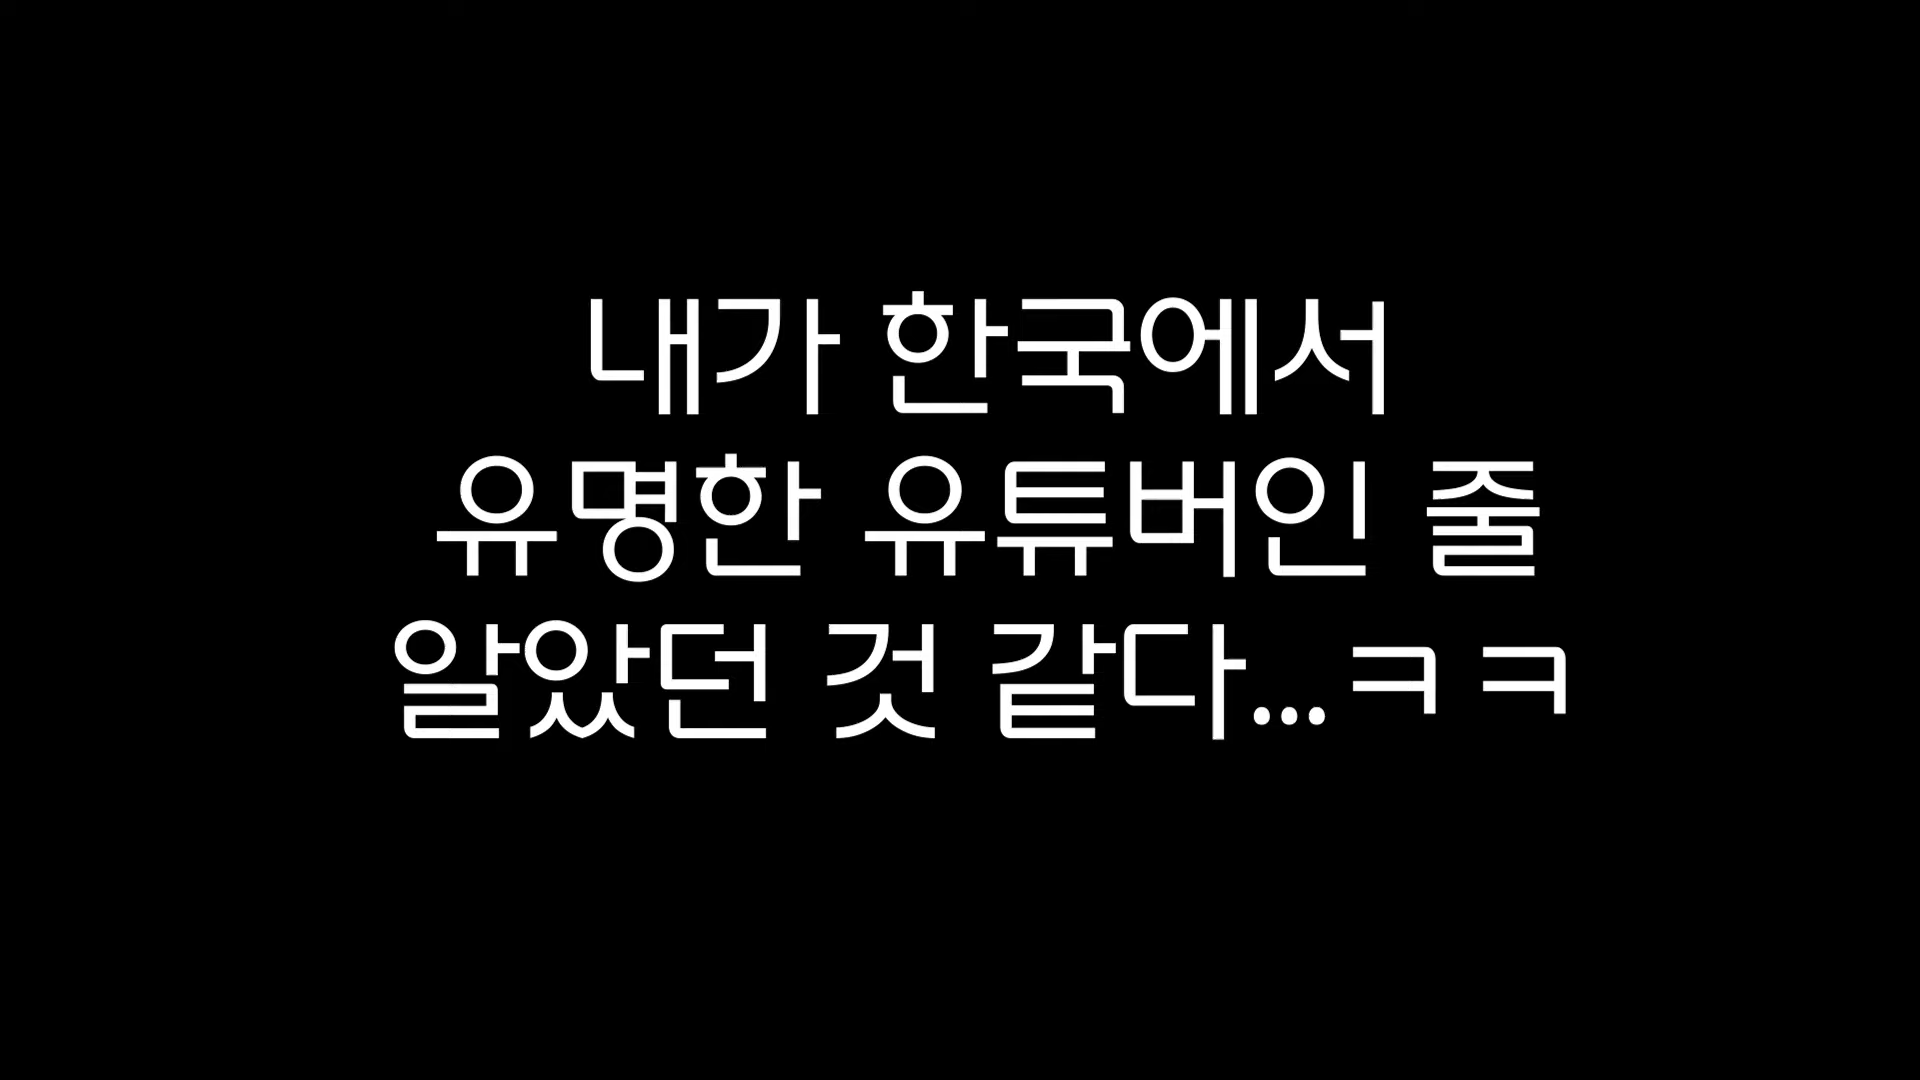 내가 한국에서
유명한 유튜버인 줄
알았던 것 같다...ㅋㅋ